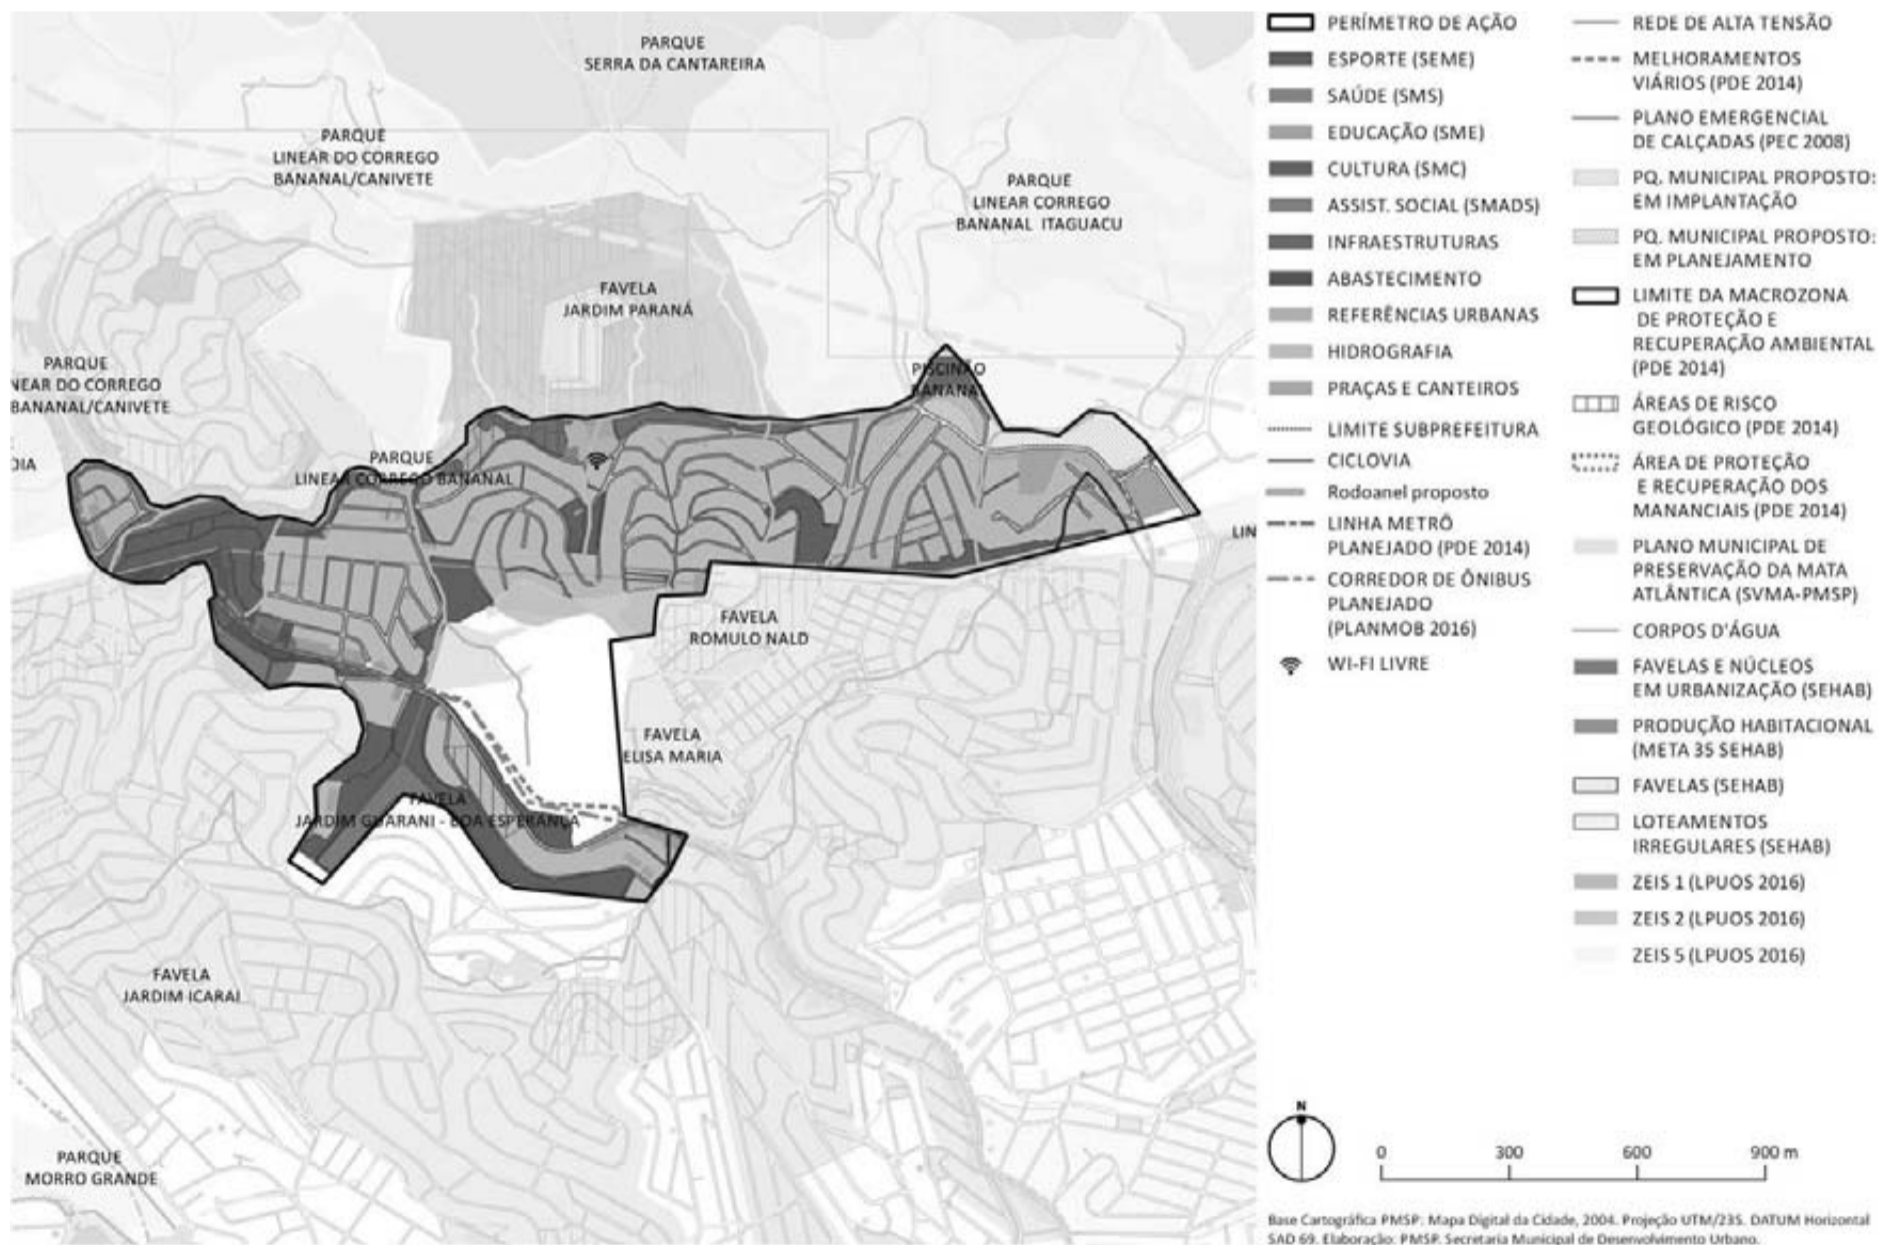 PARQUE
SERRA DA CANTAREIRA
PARQUE
LINEAR DO CORREGO
BANANAL/CANIVETE
PARQUE
LINEAR CORREGO
BANANAL ITAGUACU
FAVELA
JARDIM PARANÁ
PARQUE
NEAR DO CORREGO
BANANAL/CANIVETE
PISCINÃO
BANANAL
PARQUE
LINEAR CORREGO BANANAL
DIA
LIN
FAVELA
ROMULO NALD
FAVELA
ELISA MARIA
FAVELA
JARDIM GUARANI - BOA ESPERANÇA
FAVELA
JARDIM ICARAI
PARQUE
MORRO GRANDE
PERÍMETRO DE AÇÃO
ESPORTE (SEME)
SAÚDE (SMS)
EDUCAÇÃO (SME)
CULTURA (SMC)
ASSIST. SOCIAL (SMADS)
INFRAESTRUTURAS
ABASTECIMENTO
REFERÊNCIAS URBANAS
HIDROGRAFIA
PRAÇAS E CANTEIROS
LIMITE SUBPREFEITURA
CICLOVIA
Rodoanel proposto
LINHA METRÔ
PLANEJADO (PDE 2014)
CORREDOR DE ÔNIBUS
PLANEJADO
(PLANMOB 2016)
WI-FI LIVRE
REDE DE ALTA TENSÃO
MELHORAMENTOS
VIÁRIOS (PDE 2014)
PLANO EMERGENCIAL
DE CALÇADAS (PEC 2008)
PQ. MUNICIPAL PROPOSTO:
EM IMPLANTAÇÃO
PQ. MUNICIPAL PROPOSTO:
EM PLANEJAMENTO
LIMITE DA MACROZONA
DE PROTEÇÃO E
RECUPERAÇÃO AMBIENTAL
(PDE 2014)
ÁREAS DE RISCO
GEOLÓGICO (PDE 2014)
ÁREA DE PROTEÇÃO
E RECUPERAÇÃO DOS
MANANCIAIS (PDE 2014)
PLANO MUNICIPAL DE
PRESERVAÇÃO DA MATA
ATLÂNTICA (SVMA-PMSP)
CORPOS D'ÁGUA
FAVELAS E NÚCLEOS
EM URBANIZAÇÃO (SEHAB)
PRODUÇÃO HABITACIONAL
(META 35 SEHAB)
FAVELAS (SEHAB)
LOTEAMENTOS
IRREGULARES (SEHAB)
ZEIS 1 (LPUOS 2016)
ZEIS 2 (LPUOS 2016)
ZEIS 5 (LPUOS 2016)
N
0 300 600 900 m
Base Cartográfica PMSP: Mapa Digital da Cidade, 2004. Projeção UTM/23S. DATUM Horizontal
SAD 69. Elaboração: PMSP. Secretaria Municipal de Desenvolvimento Urbano.